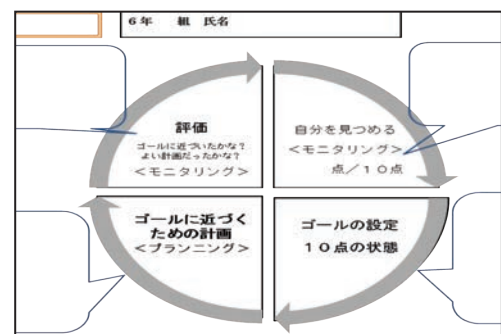 6年 組 氏名
評価
ゴールに近づいたかな?
よい計画だったかな?
<モニタリング>
自分を見つめる
<モニタリング>
点/10点
ゴールに近づく
ための計画
<プランニング>
ゴールの設定
10点の状態